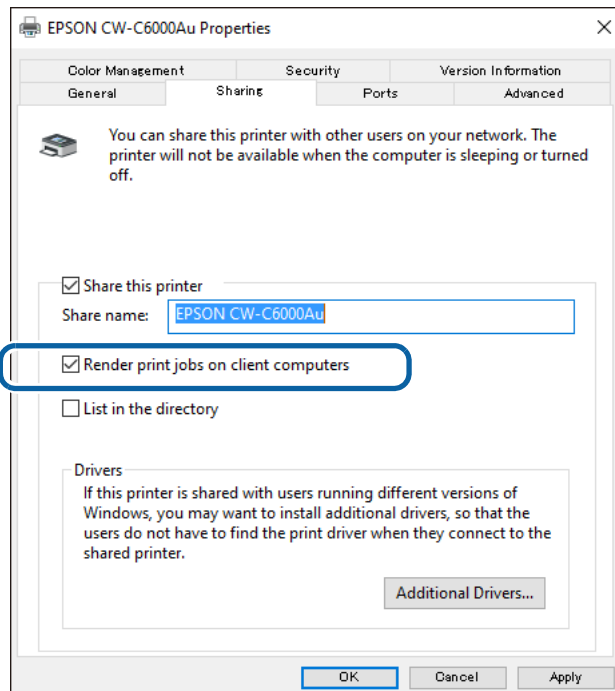 EPSON CW-C6000Au Properties
Color Management Security Version Information
General Sharing Ports Advanced
You can share this printer with other users on your network. The
printer will not be available when the computer is sleeping or turned
off.
Share this printer
Share name: EPSON CW-C6000Au
Render print jobs on client computers
List in the directory
Drivers
If this printer is shared with users running different versions of
Windows, you may want to install additional drivers, so that the
users do not have to find the print driver when they connect to the
shared printer.
Additional Drivers...
OK Cancel Apply